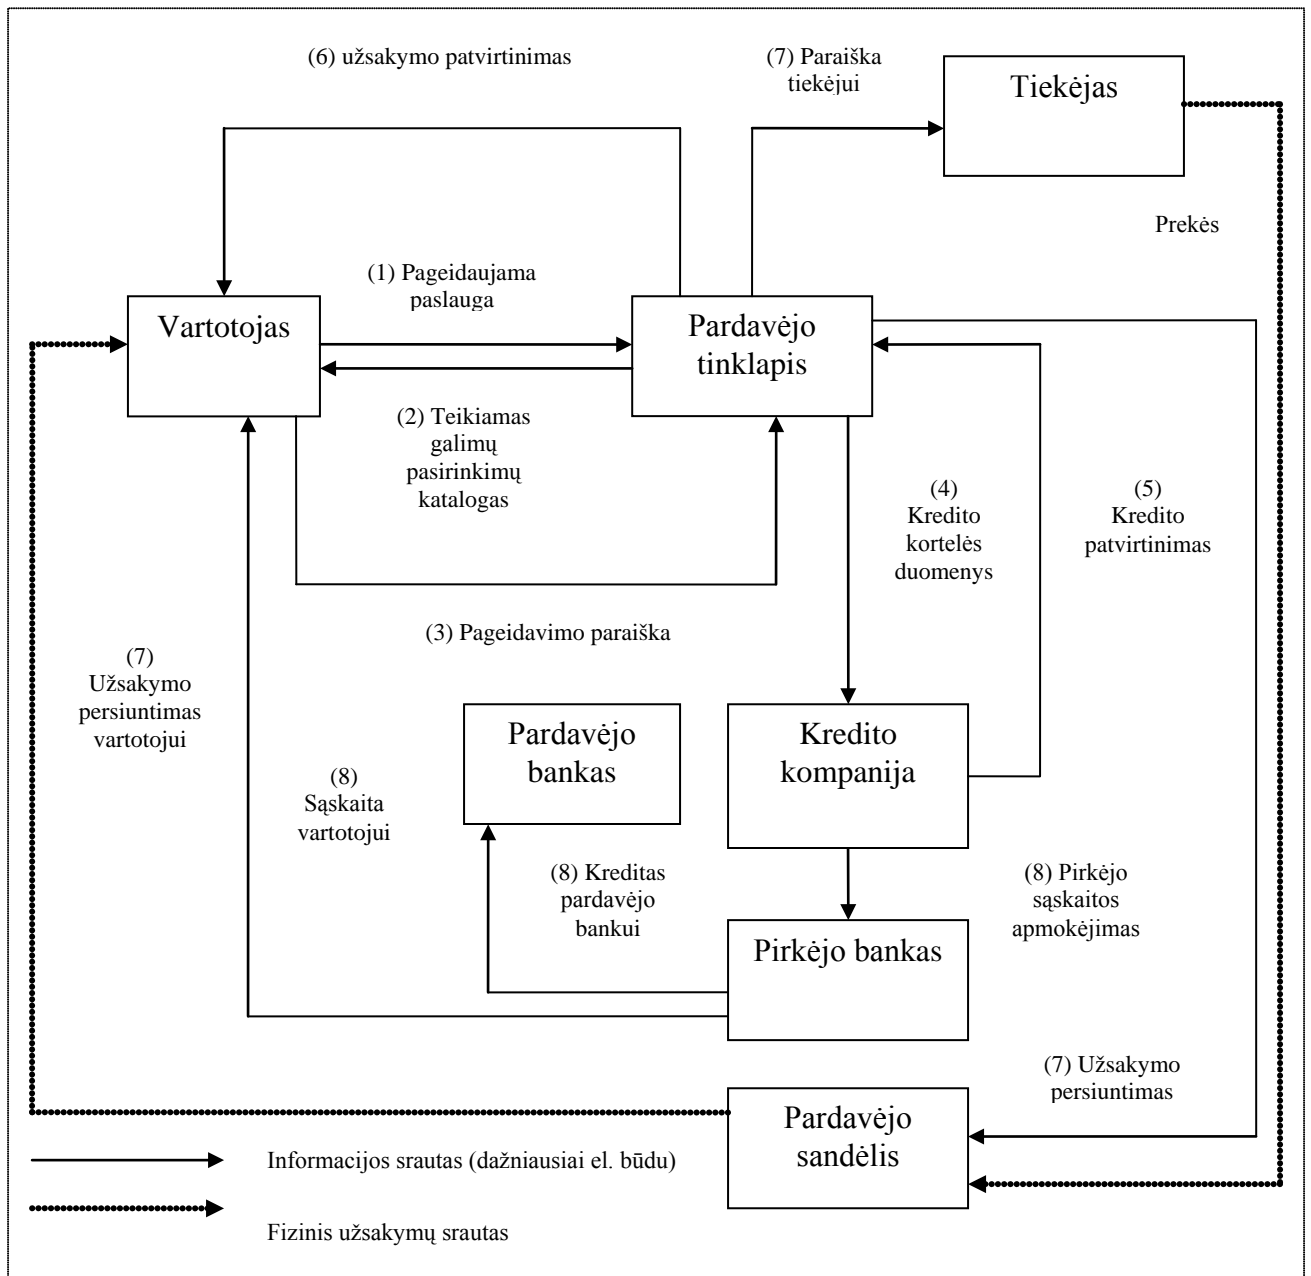 (6) užsakymo patvirtinimas
(7) Paraiška
tiekėjui
Tiekėjas
Prekės
(1) Pageidaujama
paslauga
Vartotojas
Pardavėjo
tinklapis
(2) Teikiamas
galimų
pasirinkimų
katalogas
(4)
Kredito
kortelės
duomenys
(5)
Kredito
patvirtinimas
(3) Pageidavimo paraiška
(7)
Užsakymo
persiuntimas
vartotojui
Pardavėjo
bankas
Kredito
kompanija
(8)
Sąskaita
vartotojui
(8) Kreditas
pardavėjo
bankui
(8) Pirkėjo
sąskaitos
apmokėjimas
Pirkėjo bankas
(7) Užsakymo
persiuntimas
Pardavėjo
sandėlis
Informacijos srautas (dažniausiai el. būdu)
Fizinis užsakymų srautas